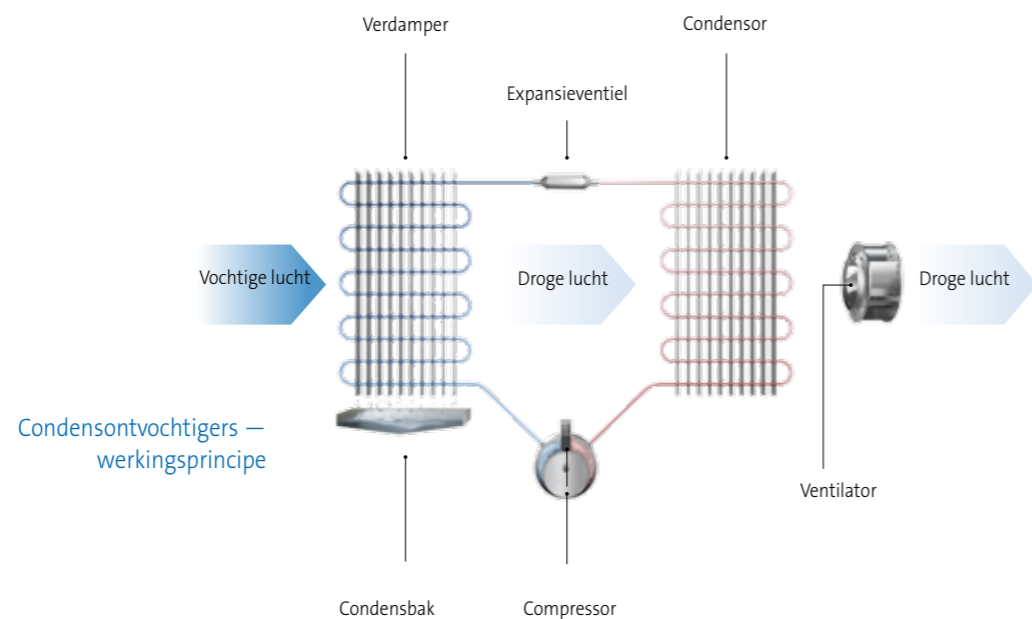 Verdamper
Condensor
Expansieventiel
Vochtige lucht
Droge lucht
Droge lucht
Condensontvochtigers —
werkingsprincipe
Ventilator
Condensbak
Compressor